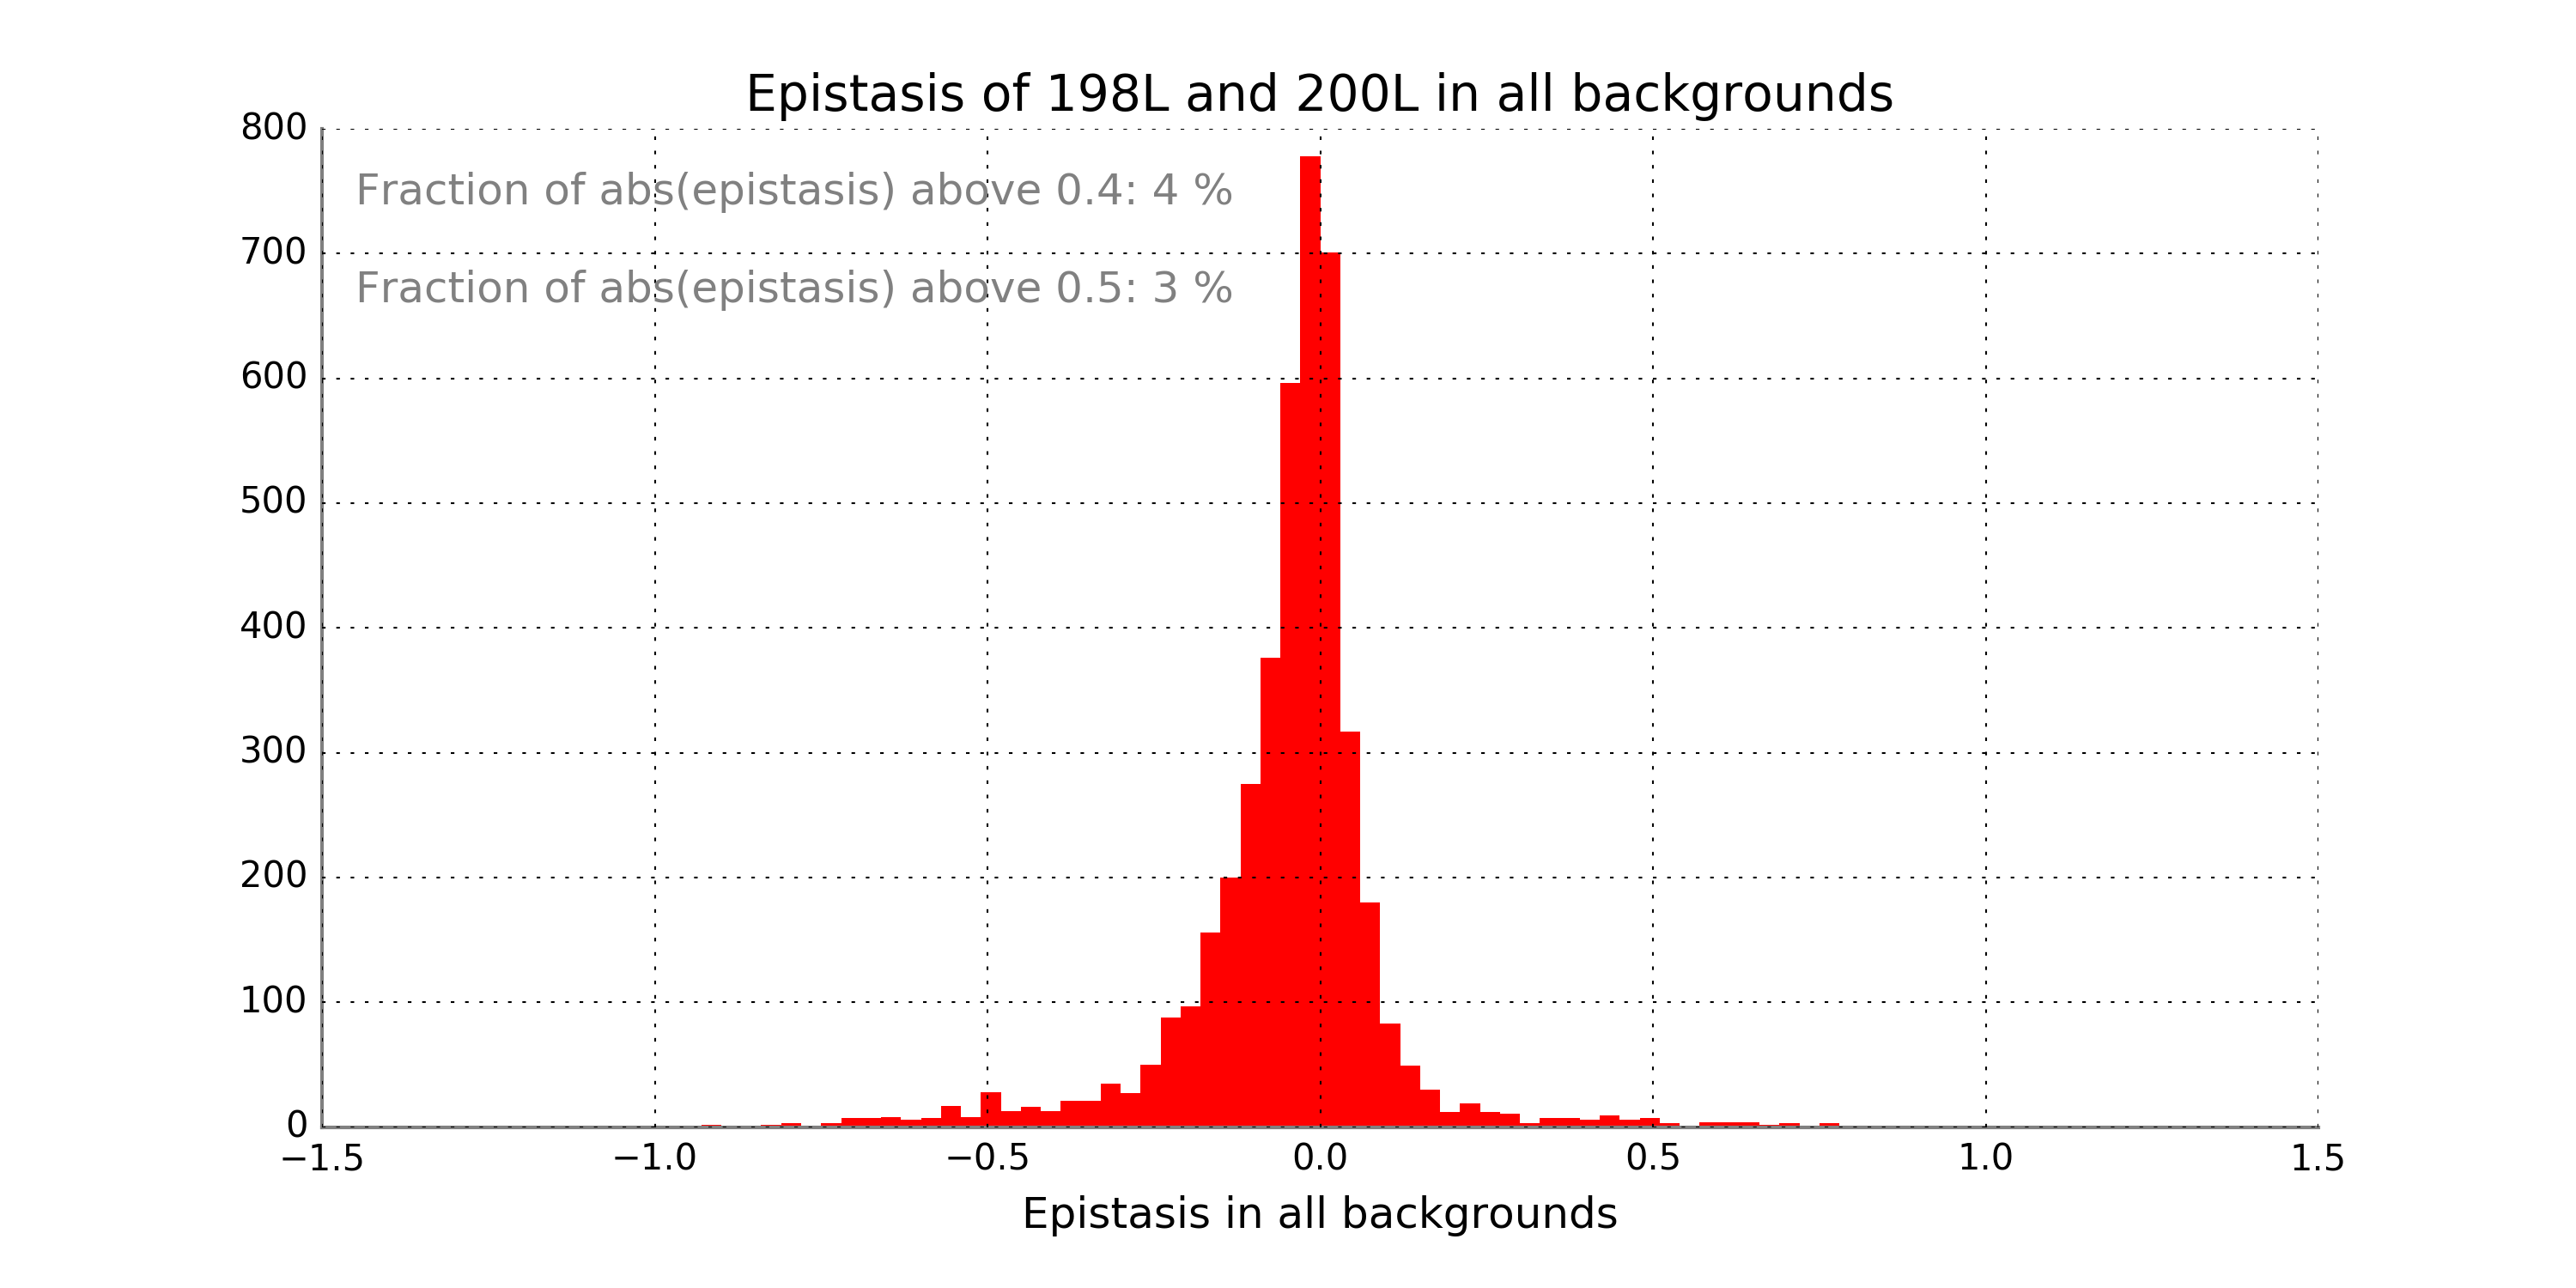 Epistasis of 198L and 200L in all backgrounds
800
Fraction of abs(epistasis) above 0.4: 4 %
700
Fraction of abs(epistasis) above 0.5: 3 %
600
500
400
300
200
100
0
−1.5 −1.0 −0.5 0.0 0.5 1.0 1.5
Epistasis in all backgrounds